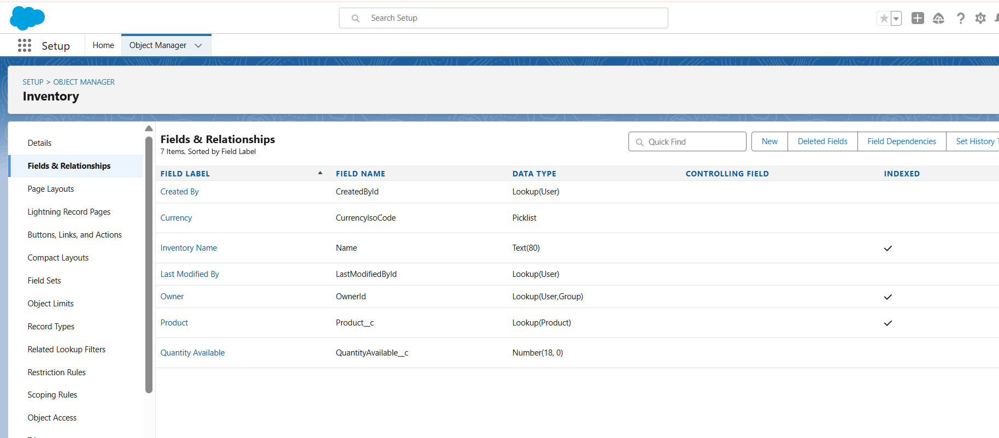 Search Setup
Setup
Home
Object Manager
SETUP > OBJECT MANAGER
Inventory
Details
Fields & Relationships
Page Layouts
Lightning Record Pages
Buttons, Links, and Actions
Compact Layouts
Field Sets
Object Limits
Record Types
Related Lookup Filters
Restriction Rules
Scoping Rules
Object Access
Fields & Relationships
7 Items, Sorted by Field Label
Quick Find
New
Deleted Fields
Field Dependencies
Set History
FIELD LABEL FIELD NAME DATA TYPE CONTROLLING FIELD INDEXED
Created By CreatedById Lookup(User)
Currency CurrencyIsoCode Picklist
Inventory Name Name Text(80)
Last Modified By LastModifiedById Lookup(User)
Owner OwnerId Lookup(User,Group)
Product Product__c Lookup(Product)
Quantity Available QuantityAvailable__c Number(18, 0)